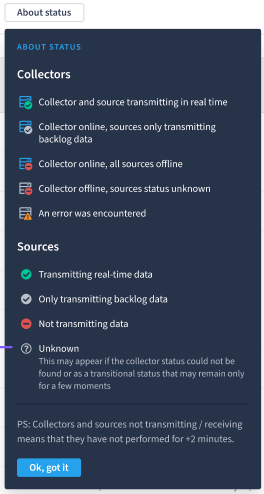 About status
ABOUT STATUS
Collectors
Collector and source transmitting in real time
Collector online, sources only transmitting
backlog data
Collector online, all sources offline
Collector offline, sources status unknown
An error was encountered
Sources
Transmitting real-time data
Only transmitting backlog data
Not transmitting data
Unknown
This may appear if the collector status could not be
found or as a transitional status that may remain only
for a few moments
PS: Collectors and sources not transmitting / receiving
means that they have not performed for +2 minutes.
Ok, got it